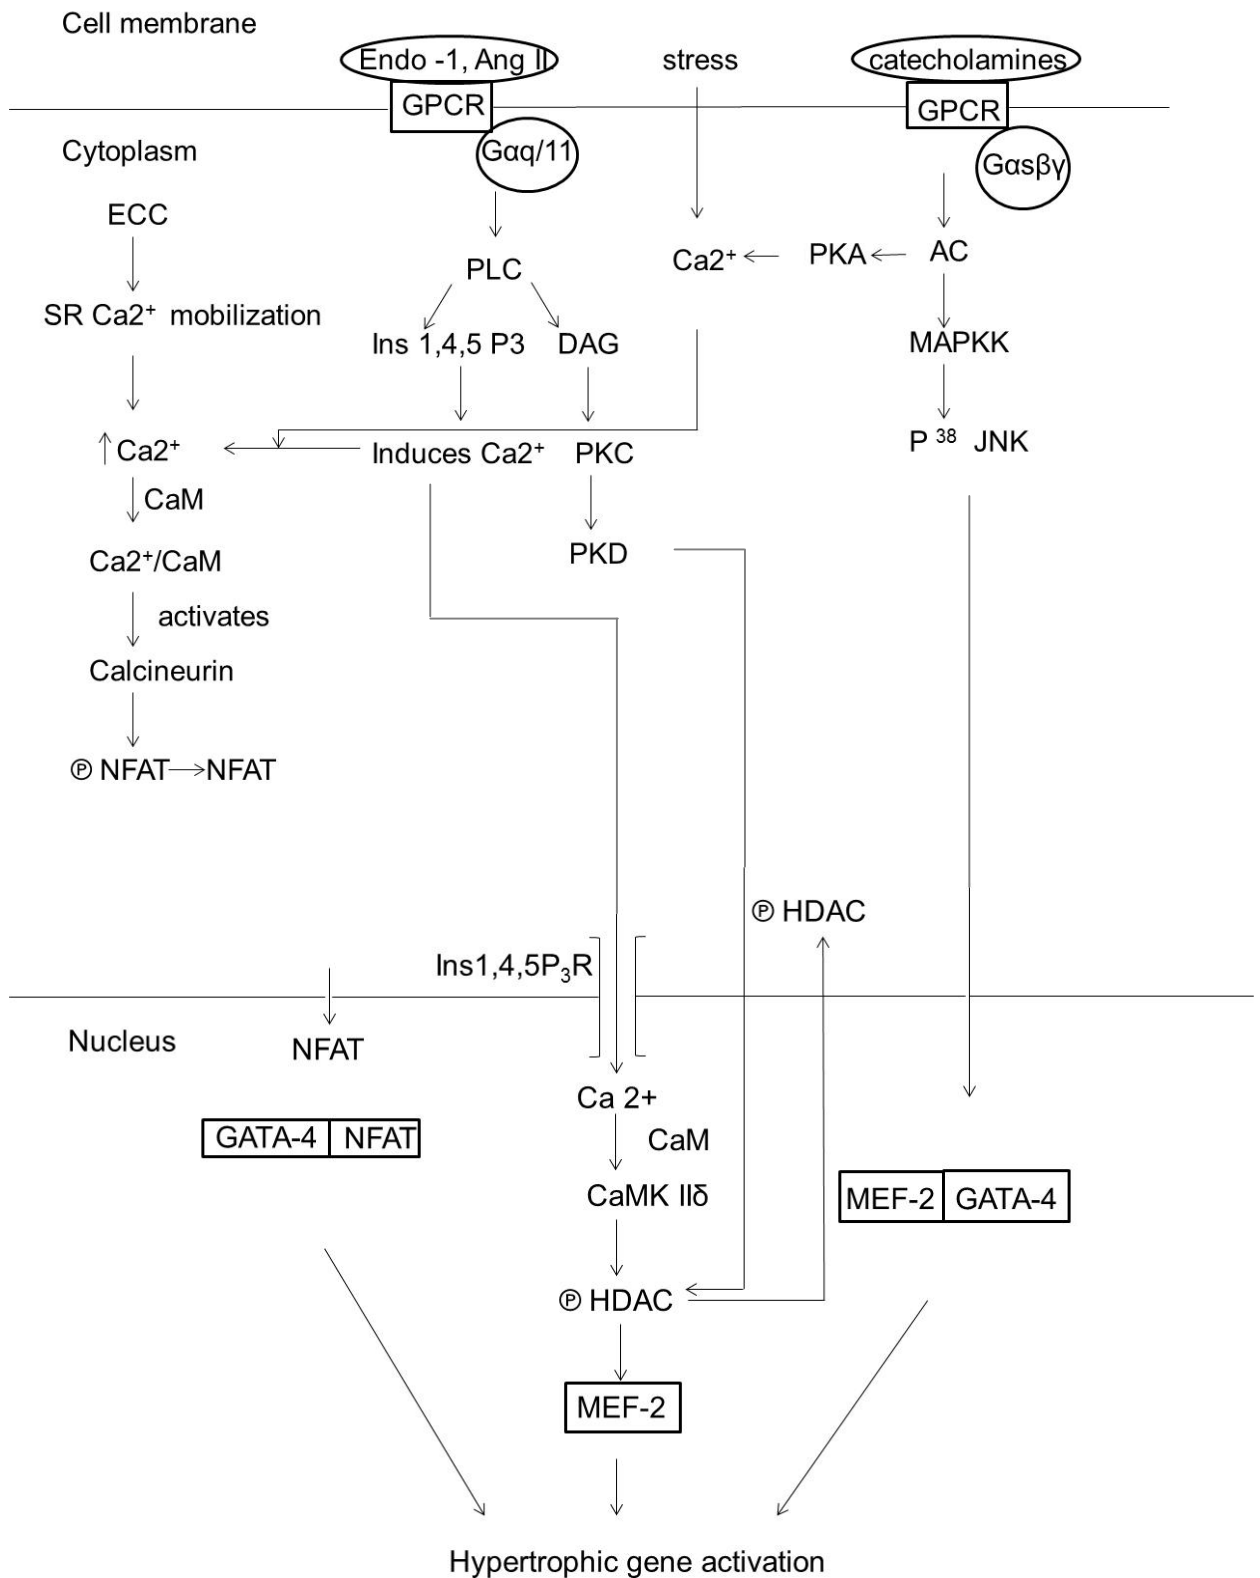 Cell membrane
Endo -1, Ang II
stress
catecholamines
GPCR
GPCR
Cytoplasm
Gαq/11
Gαsβγ
ECC
Ca2⁺
PKA
AC
PLC
SR Ca2⁺ mobilization
Ins 1,4,5 P3
DAG
MAPKK
↑ Ca2⁺
Induces Ca2⁺
PKC
P ³⁸ JNK
CaM
Ca2⁺/CaM
PKD
activates
Calcineurin
Ⓟ NFAT
NFAT
Ⓟ HDAC
Ins1,4,5P₃R
Nucleus
NFAT
Ca 2+
GATA-4 NFAT
CaM
CaMK IIδ
MEF-2 GATA-4
Ⓟ HDAC
MEF-2
Hypertrophic gene activation